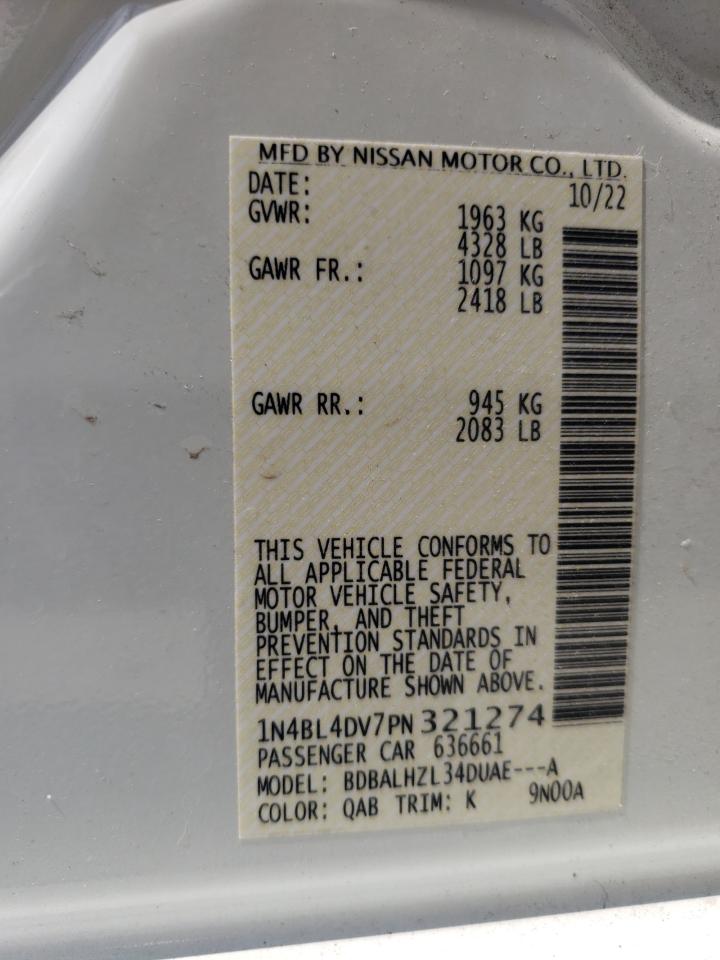 MFD BY NISSAN MOTOR CO., LTD.
DATE: 10/22
GVWR: 1963 KG
4328 LB
GAWR FR.: 1097 KG
2418 LB
GAWR RR.: 945 KG
2083 LB
THIS VEHICLE CONFORMS TO
ALL APPLICABLE FEDERAL
MOTOR VEHICLE SAFETY,
BUMPER, AND THEFT
PREVENTION STANDARDS IN
EFFECT ON THE DATE OF
MANUFACTURE SHOWN ABOVE.
1N4BL4DV7PN 321274
PASSENGER CAR 636661
MODEL: BDBALHZL34DUAE---A
COLOR: QAB TRIM: K 9N00A